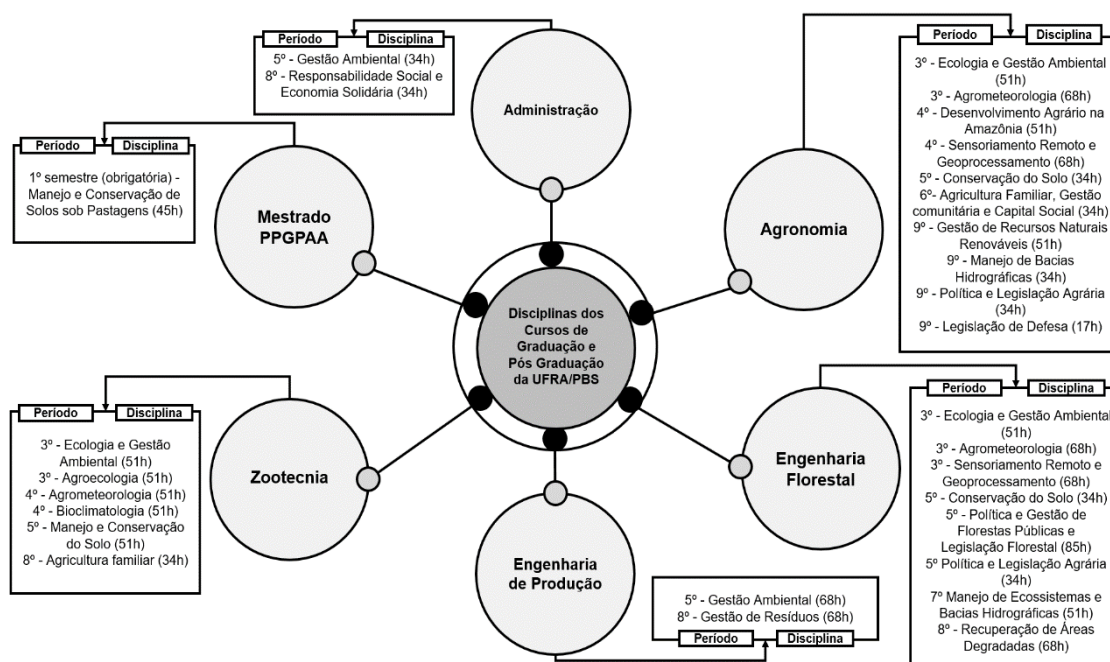 Período Disciplina
5º - Gestão Ambiental (34h)
8º - Responsabilidade Social e
Economia Solidária (34h)
Administração
Período Disciplina
1º semestre (obrigatória) -
Manejo e Conservação de
Solos sob Pastagens (45h)
Mestrado
PPGPAA
Período Disciplina
3º - Ecologia e Gestão Ambiental
(51h)
3º - Agrometeorologia (68h)
4º - Desenvolvimento Agrário na
Amazônia (51h)
4º - Sensoriamento Remoto e
Geoprocessamento (68h)
5º - Conservação do Solo (34h)
6º- Agricultura Familiar, Gestão
comunitária e Capital Social (34h)
9º - Gestão de Recursos Naturais
Renováveis (51h)
9º - Manejo de Bacias
Hidrográficas (34h)
9º - Política e Legislação Agrária
(34h)
9º - Legislação de Defesa (17h)
Agronomia
Disciplinas dos
Cursos de
Graduação e
Pós Graduação
da UFRA/PBS
Período Disciplina
3º - Ecologia e Gestão
Ambiental (51h)
3º - Agroecologia (51h)
4º - Agrometeorologia (51h)
4º - Bioclimatologia (51h)
5º - Manejo e Conservação
do Solo (51h)
8º - Agricultura familiar (34h)
Zootecnia
Engenharia
de Produção
5º - Gestão Ambiental (68h)
8º - Gestão de Resíduos (68h)
Período Disciplina
Engenharia
Florestal
Período Disciplina
3º - Ecologia e Gestão Ambiental
(51h)
3º - Agrometeorologia (68h)
3º - Sensoriamento Remoto e
Geoprocessamento (68h)
5º - Conservação do Solo (34h)
5º - Política e Gestão de
Florestas Públicas e
Legislação Florestal (85h)
5º Política e Legislação Agrária
(34h)
7º Manejo de Ecossistemas e
Bacias Hidrográficas (51h)
8º - Recuperação de Áreas
Degradadas (68h)